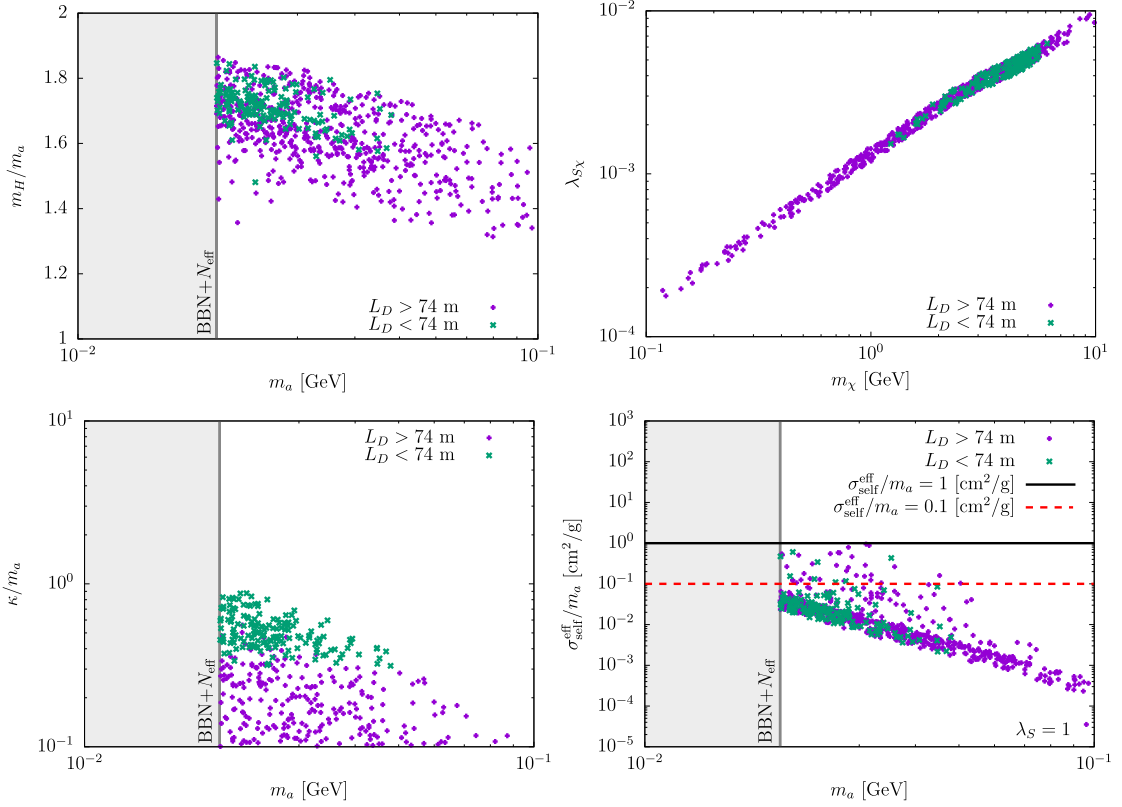 2
1.8
1.6
1.4
1.2
1
m_H/m_a
BBN+N_eff
L_D > 74 m
L_D < 74 m
10^−2
10^−1
m_a [GeV]
10^−2
10^−3
10^−4
λ_Sχ
L_D > 74 m
L_D < 74 m
10^−1
10^0
10^1
m_χ [GeV]
10^1
10^0
10^−1
κ/m_a
BBN+N_eff
L_D > 74 m
L_D < 74 m
10^−2
10^−1
m_a [GeV]
10^3
10^2
10^1
10^0
10^−1
10^−2
10^−3
10^−4
10^−5
σ_self^eff/m_a [cm^2/g]
BBN+N_eff
L_D > 74 m
L_D < 74 m
σ_self^eff/m_a = 1 [cm^2/g]
σ_self^eff/m_a = 0.1 [cm^2/g]
λ_S = 1
10^−2
10^−1
m_a [GeV]